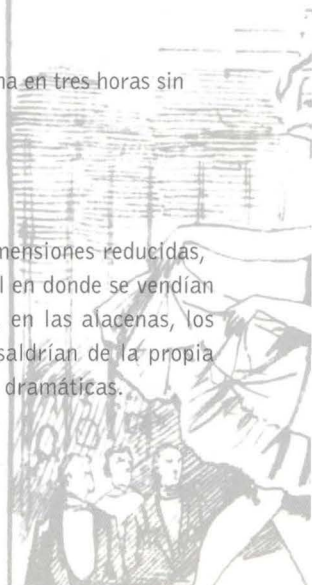 na en tres horas sin
mensiones reducidas,
l en donde se vendían
en las alacenas, los
saldrían de la propia
dramáticas.